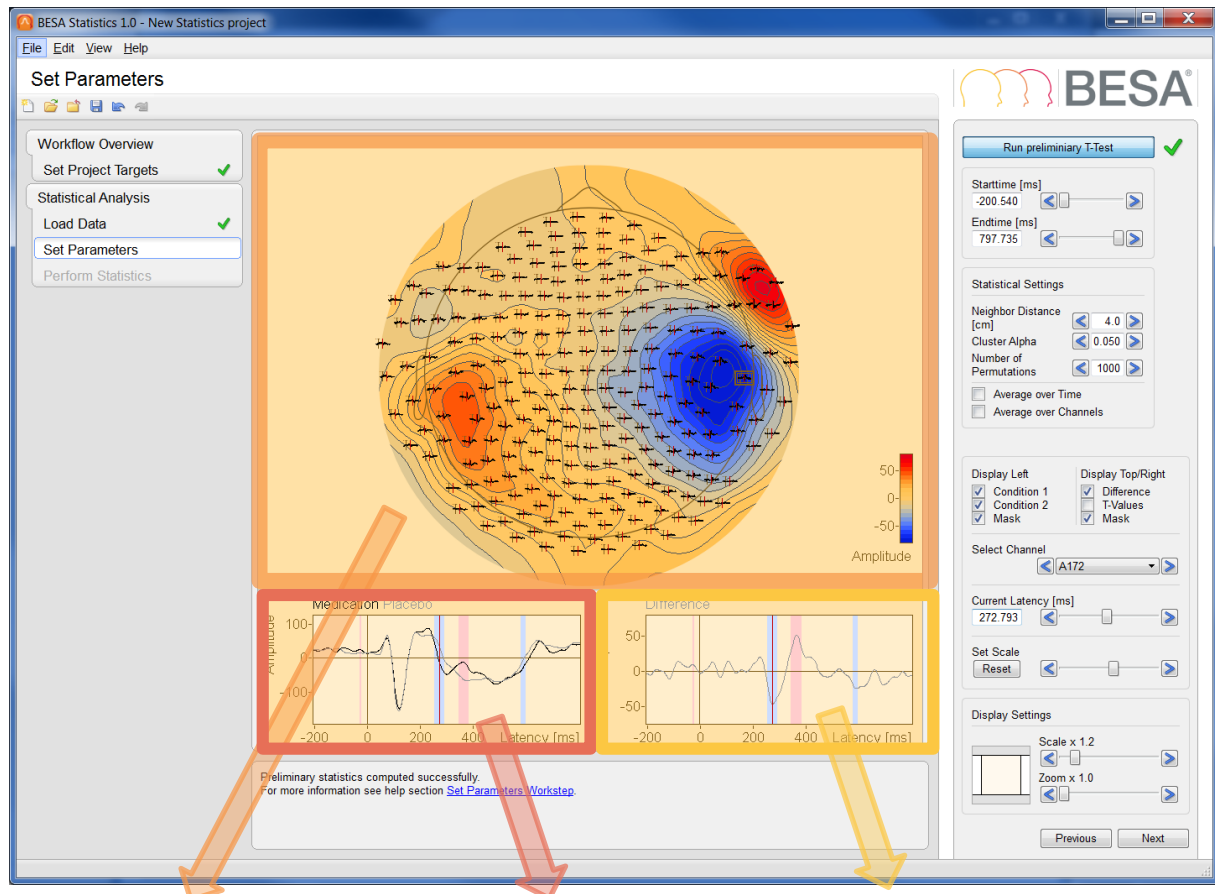 BESA Statistics 1.0 - New Statistics project
File Edit View Help
Set Parameters
BESA®
Workflow Overview
Set Project Targets
Statistical Analysis
Load Data
Set Parameters
Perform Statistics
50-
0-
-50-
Amplitude
Medication Placebo
Amplitude
100-
0-
-100-
-200 0 200 400 Latency [ms]
Difference
50-
0-
-50-
-200 0 200 400 Latency [ms]
Preliminary statistics computed successfully.
For more information see help section Set Parameters Workstep.
Run preliminiary T-Test
Starttime [ms]
-200.540
Endtime [ms]
797.735
Statistical Settings
Neighbor Distance
[cm] 4.0
Cluster Alpha 0.050
Number of
Permutations 1000
Average over Time
Average over Channels
Display Left Display Top/Right
Condition 1 Difference
Condition 2 T-Values
Mask Mask
Select Channel
A172
Current Latency [ms]
272.793
Set Scale
Reset
Display Settings
Scale x 1.2
Zoom x 1.0
Previous Next